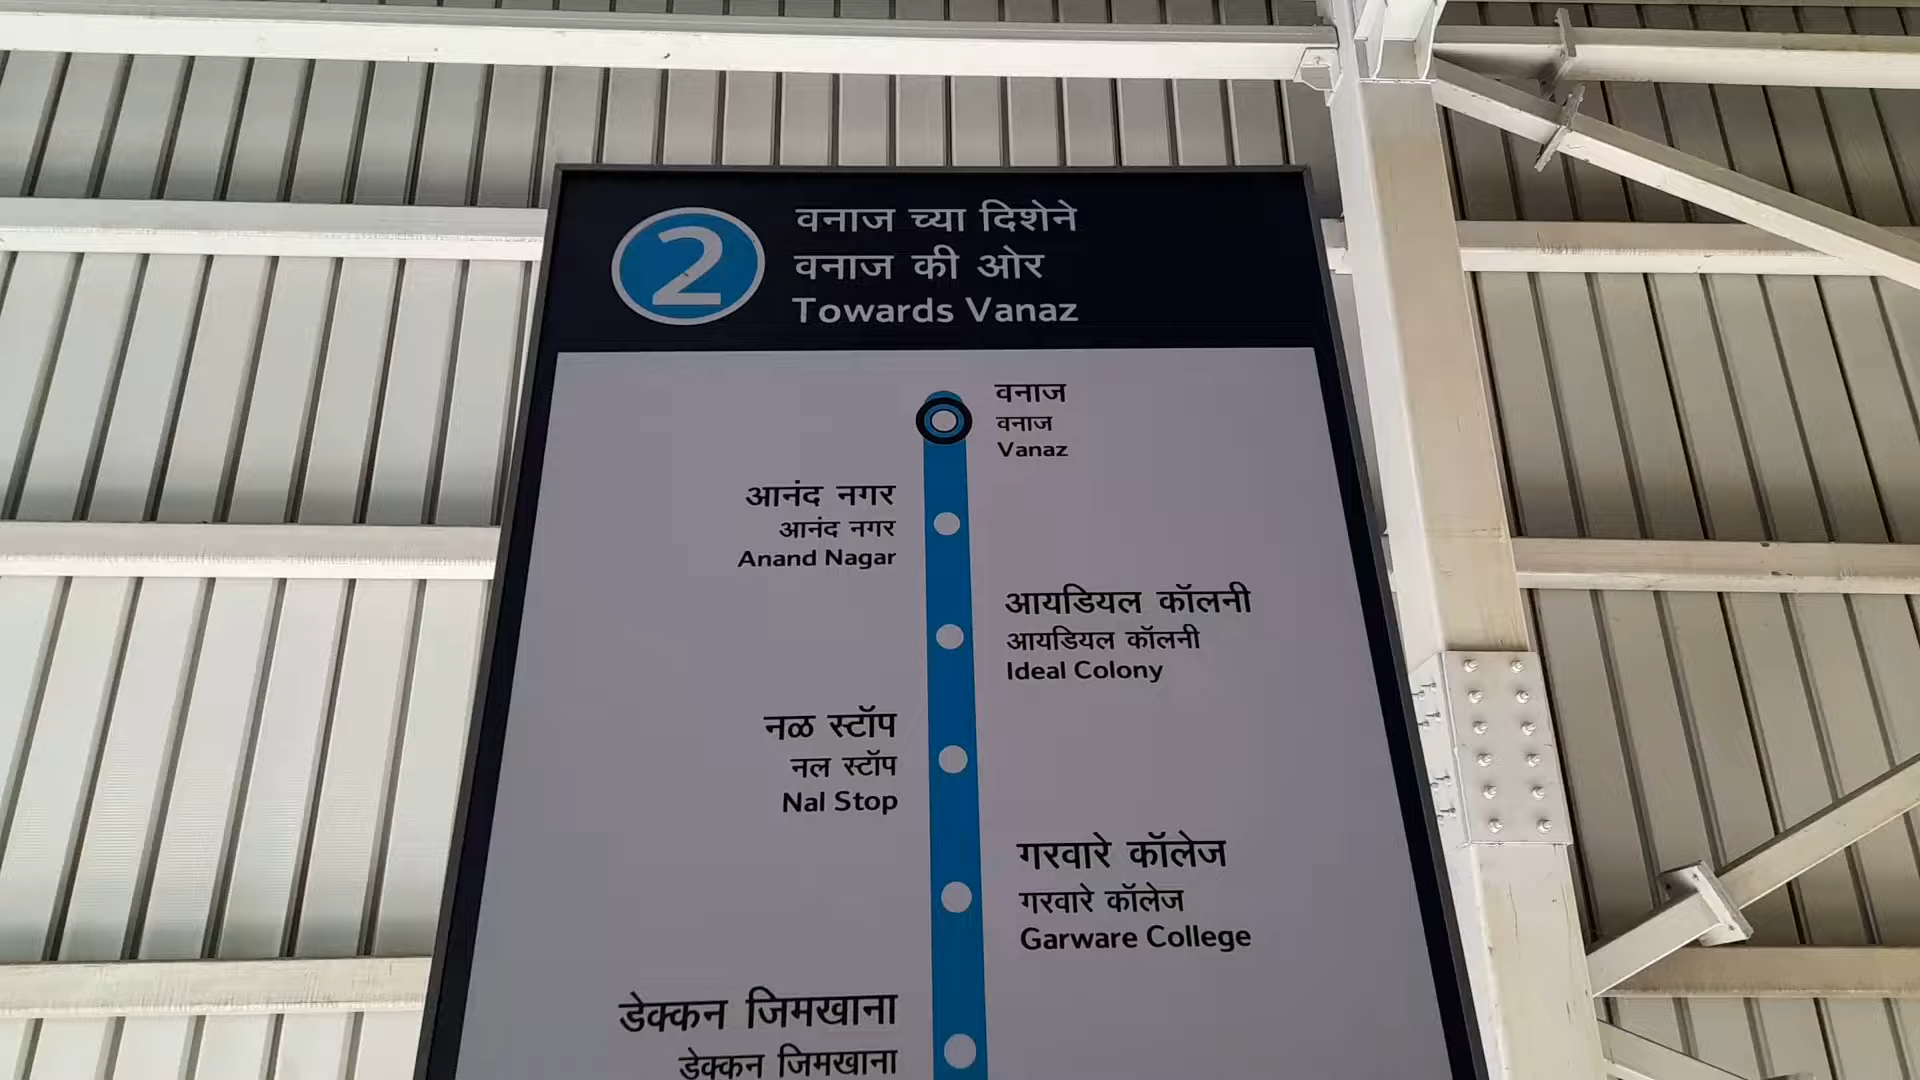 2
वनाज च्या दिशेने
वनाज की ओर
Towards Vanaz
वनाज
वनाज
Vanaz
आनंद नगर
आनंद नगर
Anand Nagar
आयडियल कॉलनी
आयडियल कॉलनी
Ideal Colony
नळ स्टॉप
नल स्टॉप
Nal Stop
गरवारे कॉलेज
गरवारे कॉलेज
Garware College
डेक्कन जिमखाना
डेक्कन जिमखाना